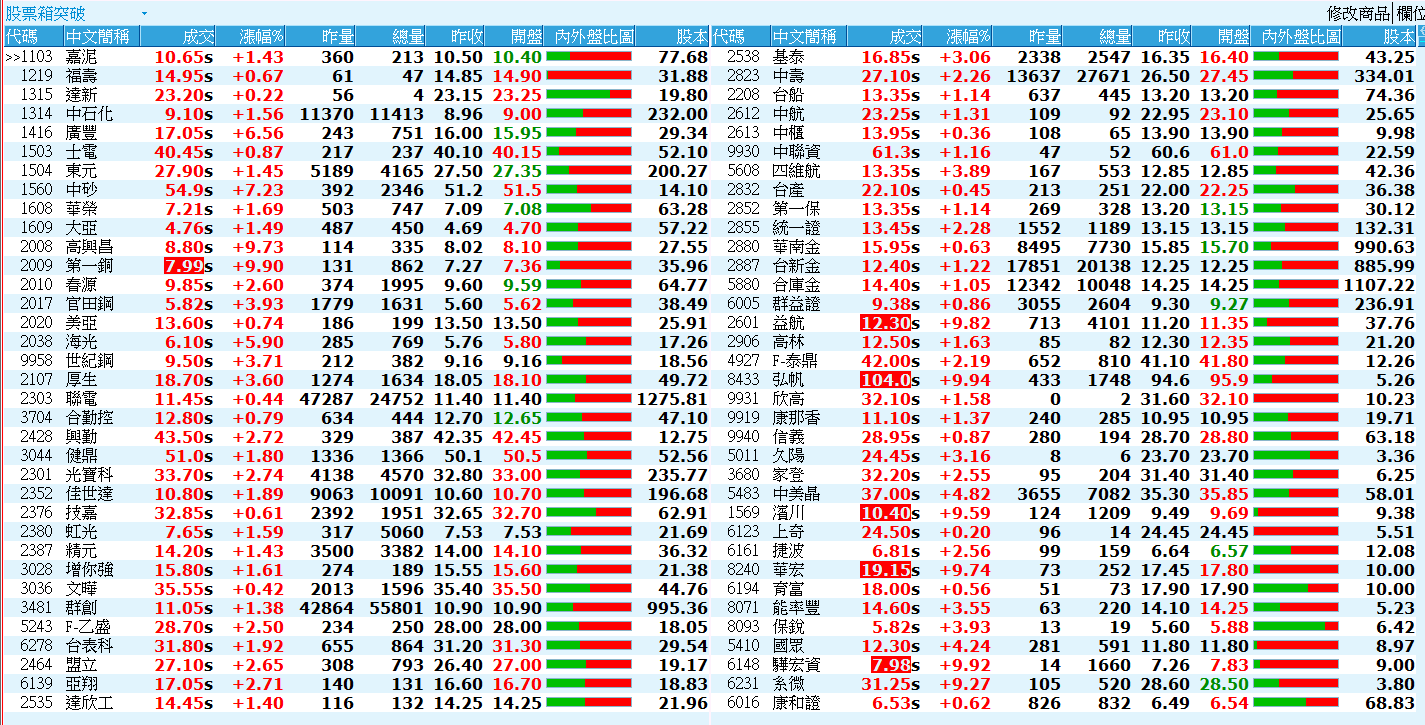 股票箱突破
修改商品 欄位
代碼 中文簡稱 成交 漲幅% 昨量 總量 昨收 開盤 內外盤比圖 股本 代碼 中文簡稱 成交 漲幅% 昨量 總量 昨收 開盤 內外盤比圖 股本
>>1103 嘉泥 10.65s +1.43 360 213 10.50 10.40 77.68 2538 基泰 16.85s +3.06 2338 2547 16.35 16.40 43.25
1219 福壽 14.95s +0.67 61 47 14.85 14.90 31.88 2823 中壽 27.10s +2.26 13637 27671 26.50 27.45 334.01
1315 達新 23.20s +0.22 56 4 23.15 23.25 19.80 2208 台船 13.35s +1.14 637 445 13.20 13.20 74.36
1314 中石化 9.10s +1.56 11370 11413 8.96 9.00 232.00 2612 中航 23.25s +1.31 109 92 22.95 23.10 25.65
1416 廣豐 17.05s +6.56 243 751 16.00 15.95 29.34 2613 中櫃 13.95s +0.36 108 65 13.90 13.90 9.98
1503 士電 40.45s +0.87 217 237 40.10 40.15 52.10 9930 中聯資 61.3s +1.16 47 52 60.6 61.0 22.59
1504 東元 27.90s +1.45 5189 4165 27.50 27.35 200.27 5608 四維航 13.35s +3.89 167 553 12.85 12.85 42.36
1560 中砂 54.9s +7.23 392 2346 51.2 51.5 14.10 2832 台產 22.10s +0.45 213 251 22.00 22.25 36.38
1608 華榮 7.21s +1.69 503 747 7.09 7.08 63.28 2852 第一保 13.35s +1.14 269 328 13.20 13.15 30.12
1609 大亞 4.76s +1.49 487 450 4.69 4.70 57.22 2855 統一證 13.45s +2.28 1552 1189 13.15 13.15 132.31
2008 高興昌 8.80s +9.73 114 335 8.02 8.10 27.55 2880 華南金 15.95s +0.63 8495 7730 15.85 15.70 990.63
2009 第一銅 7.99s +9.90 131 862 7.27 7.36 35.96 2887 台新金 12.40s +1.22 17851 20138 12.25 12.25 885.99
2010 春源 9.85s +2.60 374 1995 9.60 9.59 64.77 5880 合庫金 14.40s +1.05 12342 10048 14.25 14.25 1107.22
2017 官田鋼 5.82s +3.93 1779 1631 5.60 5.62 38.49 6005 群益證 9.38s +0.86 3055 2604 9.30 9.27 236.91
2020 美亞 13.60s +0.74 186 199 13.50 13.50 25.91 2601 益航 12.30s +9.82 713 4101 11.20 11.35 37.76
2038 海光 6.10s +5.90 285 769 5.76 5.80 17.26 2906 高林 12.50s +1.63 85 82 12.30 12.35 21.20
9958 世紀鋼 9.50s +3.71 212 382 9.16 9.16 18.56 4927 F-泰鼎 42.00s +2.19 652 810 41.10 41.80 12.26
2107 厚生 18.70s +3.60 1274 1634 18.05 18.10 49.72 8433 弘帆 104.0s +9.94 433 1748 94.6 95.9 5.26
2303 聯電 11.45s +0.44 47287 24752 11.40 11.40 1275.81 9931 欣高 32.10s +1.58 0 2 31.60 32.10 10.23
3704 合勤控 12.80s +0.79 634 444 12.70 12.65 47.10 9919 康那香 11.10s +1.37 240 285 10.95 10.95 19.71
2428 興勤 43.50s +2.72 329 387 42.35 42.45 12.75 9940 信義 28.95s +0.87 280 194 28.70 28.80 63.18
3044 健鼎 51.0s +1.80 1336 1366 50.1 50.5 52.56 5011 久陽 24.45s +3.16 8 6 23.70 23.70 3.36
2301 光寶科 33.70s +2.74 4138 4570 32.80 33.00 235.77 3680 家登 32.20s +2.55 95 204 31.40 31.40 6.25
2352 佳世達 10.80s +1.89 9063 10091 10.60 10.70 196.68 5483 中美晶 37.00s +4.82 3655 7082 35.30 35.85 58.01
2376 技嘉 32.85s +0.61 2392 1951 32.65 32.70 62.91 1569 濱川 10.40s +9.59 124 1209 9.49 9.69 9.38
2380 虹光 7.65s +1.59 317 5060 7.53 7.53 21.69 6123 上奇 24.50s +0.20 96 14 24.45 24.45 5.51
2387 精元 14.20s +1.43 3500 3382 14.00 14.10 36.32 6161 捷波 6.81s +2.56 99 159 6.64 6.57 12.08
3028 增你強 15.80s +1.61 274 189 15.55 15.60 21.38 8240 華宏 19.15s +9.74 73 252 17.45 17.80 10.00
3036 文曄 35.55s +0.42 2013 1596 35.40 35.50 44.76 6194 育富 18.00s +0.56 51 73 17.90 17.90 10.00
3481 群創 11.05s +1.38 42864 55801 10.90 10.90 995.36 8071 能率豐 14.60s +3.55 63 220 14.10 14.25 5.23
5243 F-乙盛 28.70s +2.50 234 250 28.00 28.00 18.05 8093 保銳 5.82s +3.93 13 19 5.60 5.88 6.42
6278 台表科 31.80s +1.92 655 864 31.20 31.30 29.54 5410 國眾 12.30s +4.24 281 591 11.80 11.80 8.97
2464 盟立 27.10s +2.65 308 793 26.40 27.00 19.17 6148 驊宏資 7.98s +9.92 14 1660 7.26 7.83 9.00
6139 亞翔 17.05s +2.71 140 131 16.60 16.70 18.83 6231 系微 31.25s +9.27 105 520 28.60 28.50 3.80
2535 達欣工 14.45s +1.40 116 132 14.25 14.25 21.96 6016 康和證 6.53s +0.62 826 832 6.49 6.54 68.83